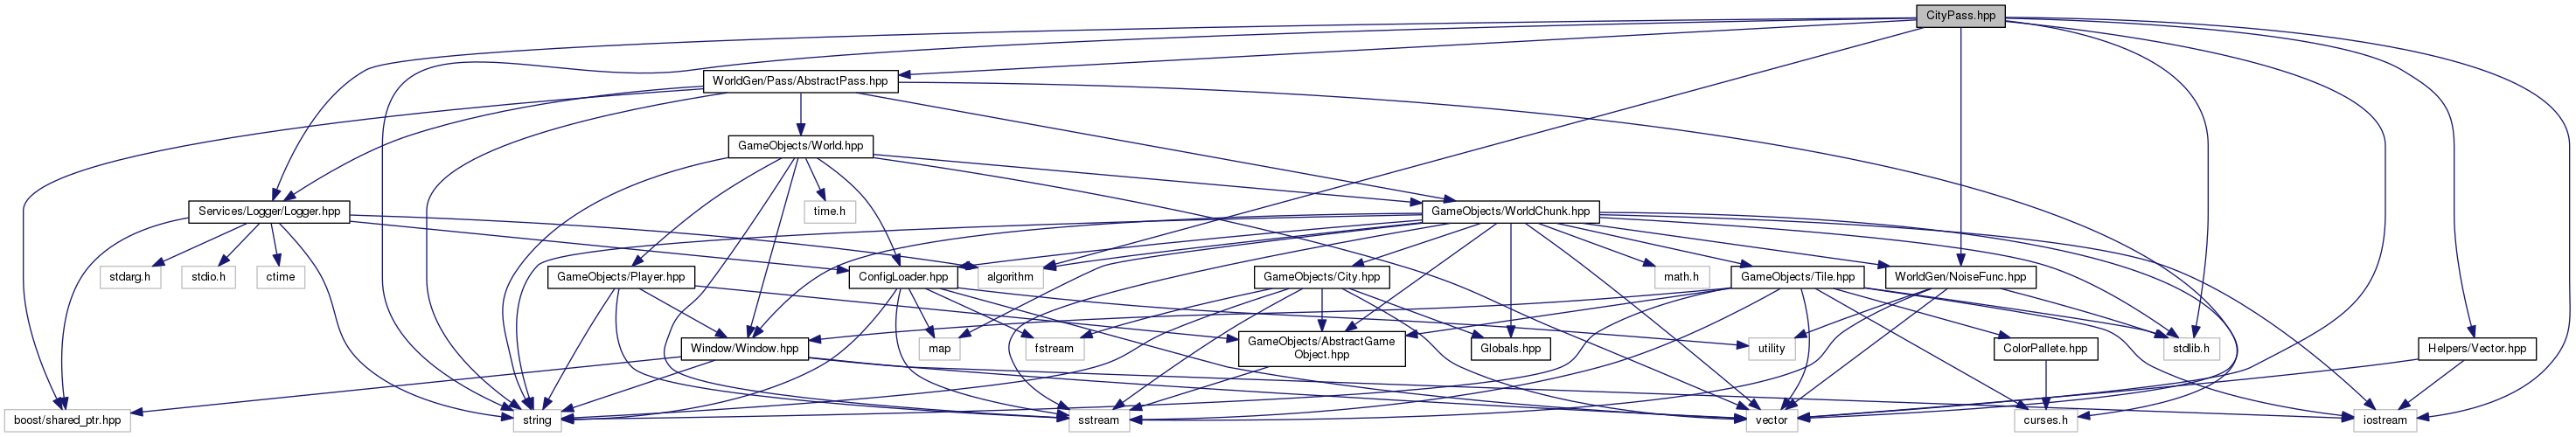 CityPass.hpp
WorldGen/Pass/AbstractPass.hpp
GameObjects/World.hpp
Services/Logger/Logger.hpp
time.h
GameObjects/WorldChunk.hpp
stdarg.h
stdio.h
ctime
GameObjects/Player.hpp
ConfigLoader.hpp
algorithm
GameObjects/City.hpp
math.h
GameObjects/Tile.hpp
WorldGen/NoiseFunc.hpp
Window/Window.hpp
map
fstream
GameObjects/AbstractGame
Object.hpp
Globals.hpp
utility
ColorPallete.hpp
stdlib.h
Helpers/Vector.hpp
boost/shared_ptr.hpp
string
sstream
vector
curses.h
iostream